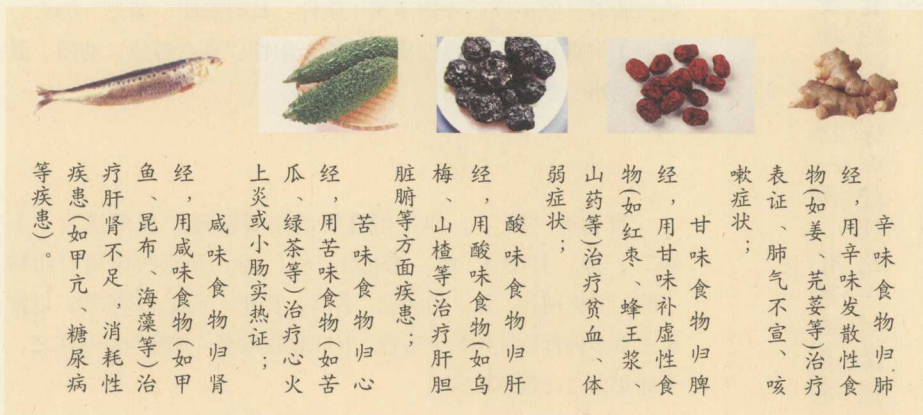 辛味食物归肺
经，用辛味发散性食
物(如姜、芫荽等)治疗
表证、肺气不宣、咳
嗽症状；
甘味食物归脾
经，用甘味补虚性食
物(如红枣、蜂王浆、
山药等)治疗贫血、体
弱症状；
酸味食物归肝
经，用酸味食物(如乌
梅、山楂等)治疗肝胆
脏腑等方面疾患；
苦味食物归心
经，用苦味食物(如苦
瓜、绿茶等)治疗心火
上炎或小肠实热证；
咸味食物归肾
经，用咸味食物(如甲
鱼、昆布、海藻等)治
疗肝肾不足，消耗性
疾患(如甲亢、糖尿病
等疾患)。